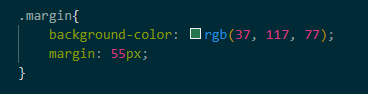 .margin{
    background-color: rgb(37, 117, 77);
    margin: 55px;
}